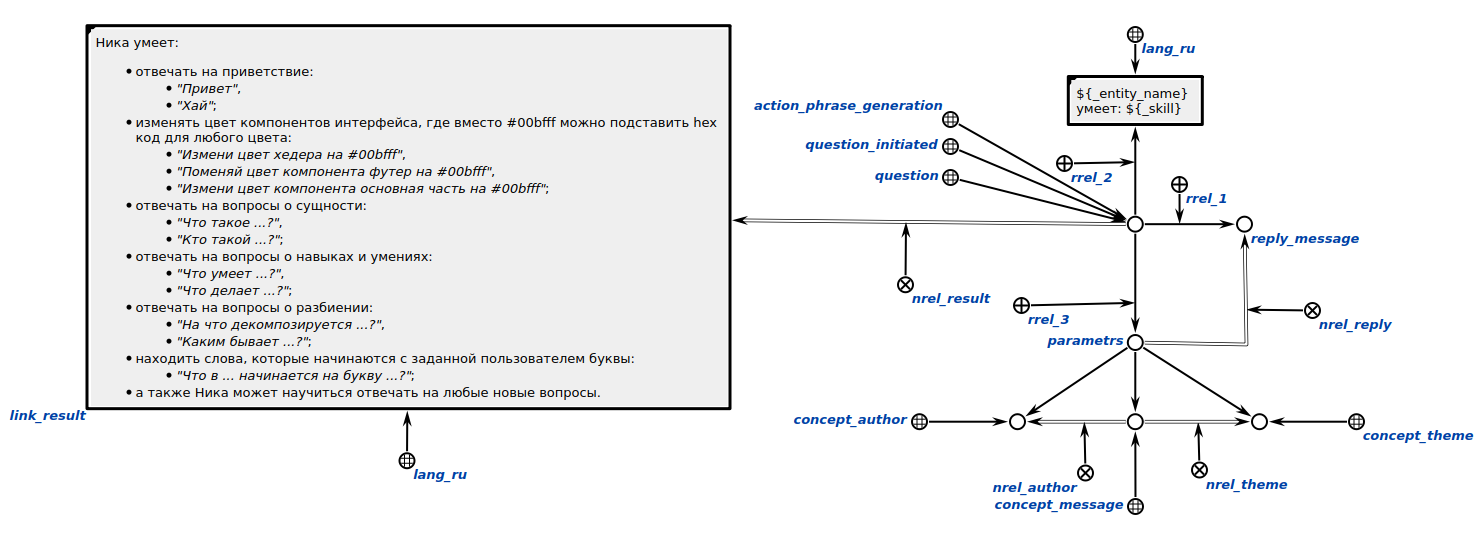 Ника умеет:
отвечать на приветствие:
"Привет",
"Хай";
изменять цвет компонентов интерфейса, где вместо #00bfff можно подставить hex
код для любого цвета:
"Измени цвет хедера на #00bfff",
"Поменяй цвет компонента футер на #00bfff",
"Измени цвет компонента основная часть на #00bfff";
отвечать на вопросы о сущности:
"Что такое ...?",
"Кто такой ...?";
отвечать на вопросы о навыках и умениях:
"Что умеет ...?",
"Что делает ...?";
отвечать на вопросы о разбиении:
"На что декомпозируется ...?",
"Каким бывает ...?";
находить слова, которые начинаются с заданной пользователем буквы:
"Что в ... начинается на букву ...?";
а также Ника может научиться отвечать на любые новые вопросы.
link_result
lang_ru
lang_ru
${_entity_name}
умеет: ${_skill}
action_phrase_generation
question_initiated
question
rrel_2
rrel_1
reply_message
nrel_result
rrel_3
nrel_reply
parametrs
concept_author
concept_theme
nrel_author
nrel_theme
concept_message